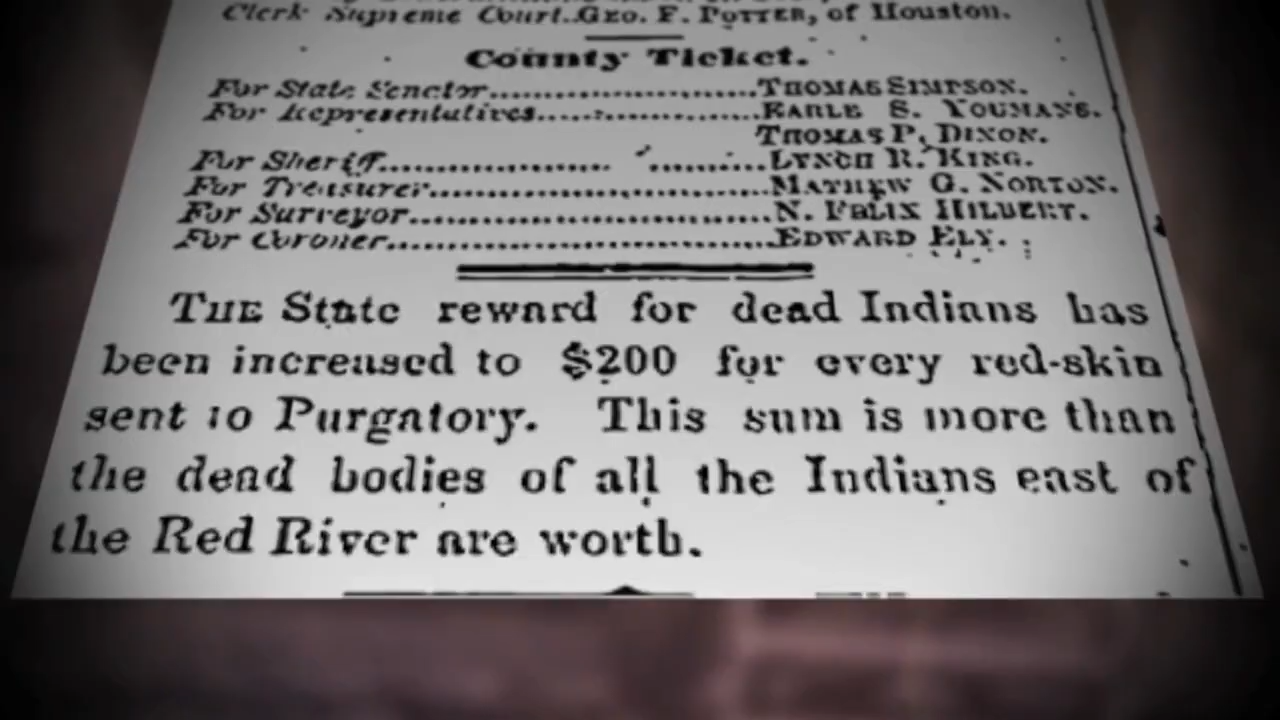 Clerk Supreme Court..GEO. F. POTTER, of Houston.
County Ticket.
For State Senator..............................THOMAS SIMPSON.
For Representatives.........................EARLE S. YOUMANS.
THOMAS P. DIXON.
For Sheriff.......................... ............LYNCH R. KING.
For Treasurer.....................................MATHEW G. NORTON.
For Surveyor.......................................N. FELIX HILBERT.
For Coroner.........................................EDWARD ELY.
THE State reward for dead Indians has
been increased to $200 for every red-skin
sent to Purgatory. This sum is more than
the dead bodies of all the Indians east of
the Red River are worth.